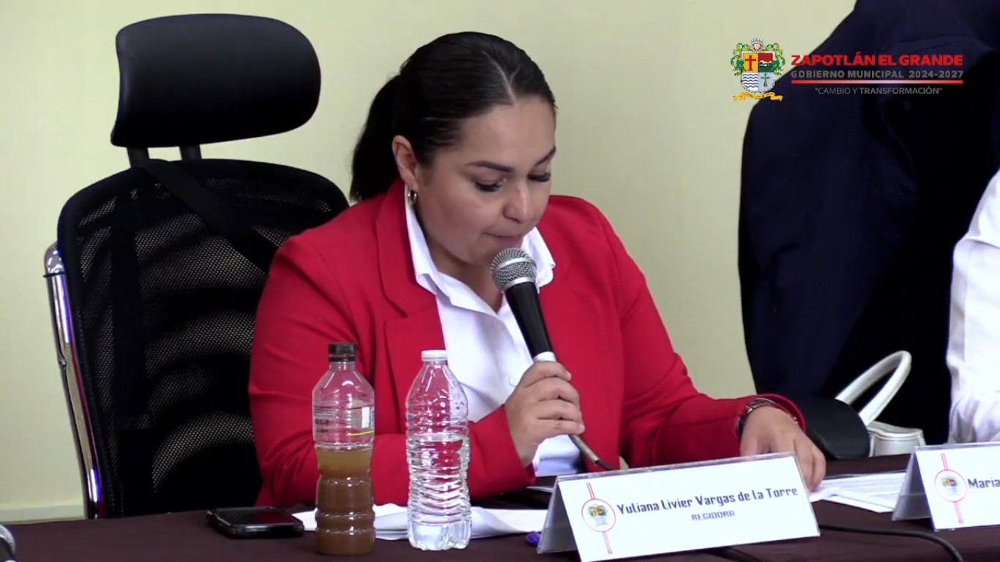 ZAPOTLÁN EL GRANDE
GOBIERNO MUNICIPAL 2024-2027
"CAMBIO Y TRANSFORMACIÓN"
Yuliana Livier Vargas de la Torre
REGIDORA
Maria